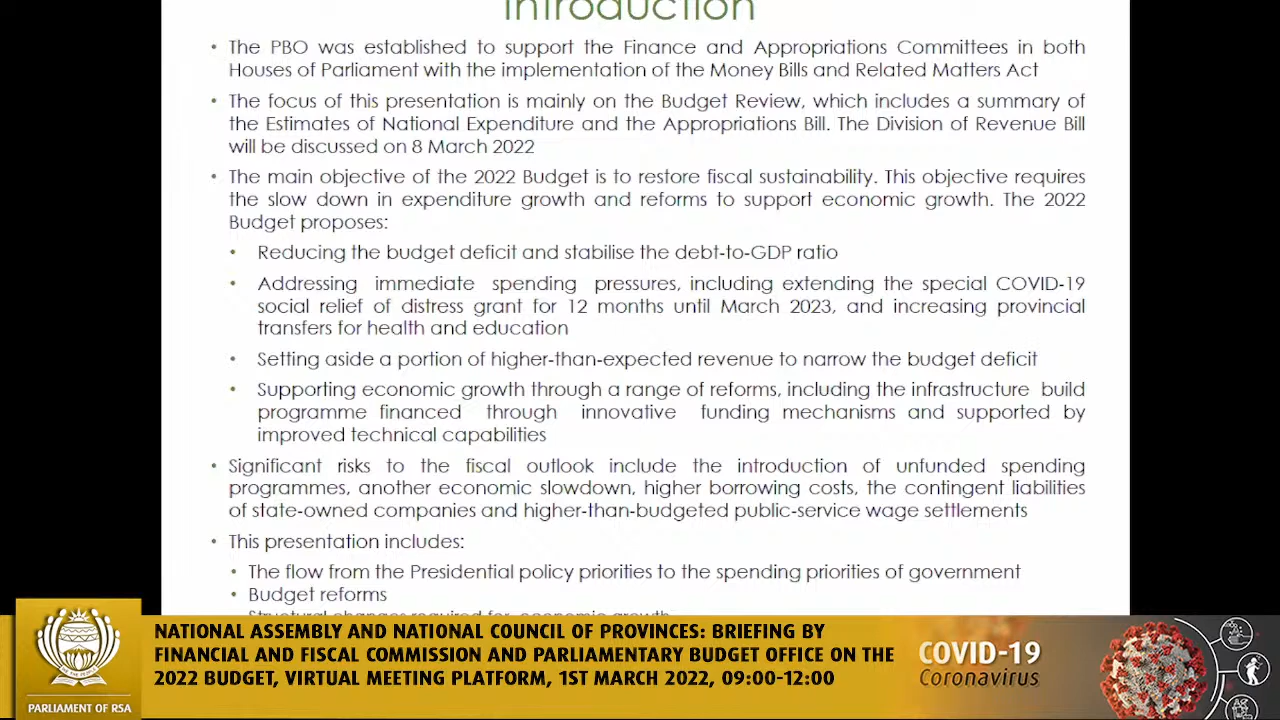 Introduction
• The PBO was established to support the Finance and Appropriations Committees in both
Houses of Parliament with the implementation of the Money Bills and Related Matters Act
• The focus of this presentation is mainly on the Budget Review, which includes a summary of
the Estimates of National Expenditure and the Appropriations Bill. The Division of Revenue Bill
will be discussed on 8 March 2022
• The main objective of the 2022 Budget is to restore fiscal sustainability. This objective requires
the slow down in expenditure growth and reforms to support economic growth. The 2022
Budget proposes:
• Reducing the budget deficit and stabilise the debt-to-GDP ratio
• Addressing immediate spending pressures, including extending the special COVID-19
social relief of distress grant for 12 months until March 2023, and increasing provincial
transfers for health and education
• Setting aside a portion of higher-than-expected revenue to narrow the budget deficit
• Supporting economic growth through a range of reforms, including the infrastructure build
programme financed through innovative funding mechanisms and supported by
improved technical capabilities
• Significant risks to the fiscal outlook include the introduction of unfunded spending
programmes, another economic slowdown, higher borrowing costs, the contingent liabilities
of state-owned companies and higher-than-budgeted public-service wage settlements
• This presentation includes:
• The flow from the Presidential policy priorities to the spending priorities of government
• Budget reforms
Structural changes required for economic growth
NATIONAL ASSEMBLY AND NATIONAL COUNCIL OF PROVINCES: BRIEFING BY
FINANCIAL AND FISCAL COMMISSION AND PARLIAMENTARY BUDGET OFFICE ON THE
2022 BUDGET, VIRTUAL MEETING PLATFORM, 1ST MARCH 2022, 09:00-12:00
PARLIAMENT OF RSA
COVID-19
Coronavirus